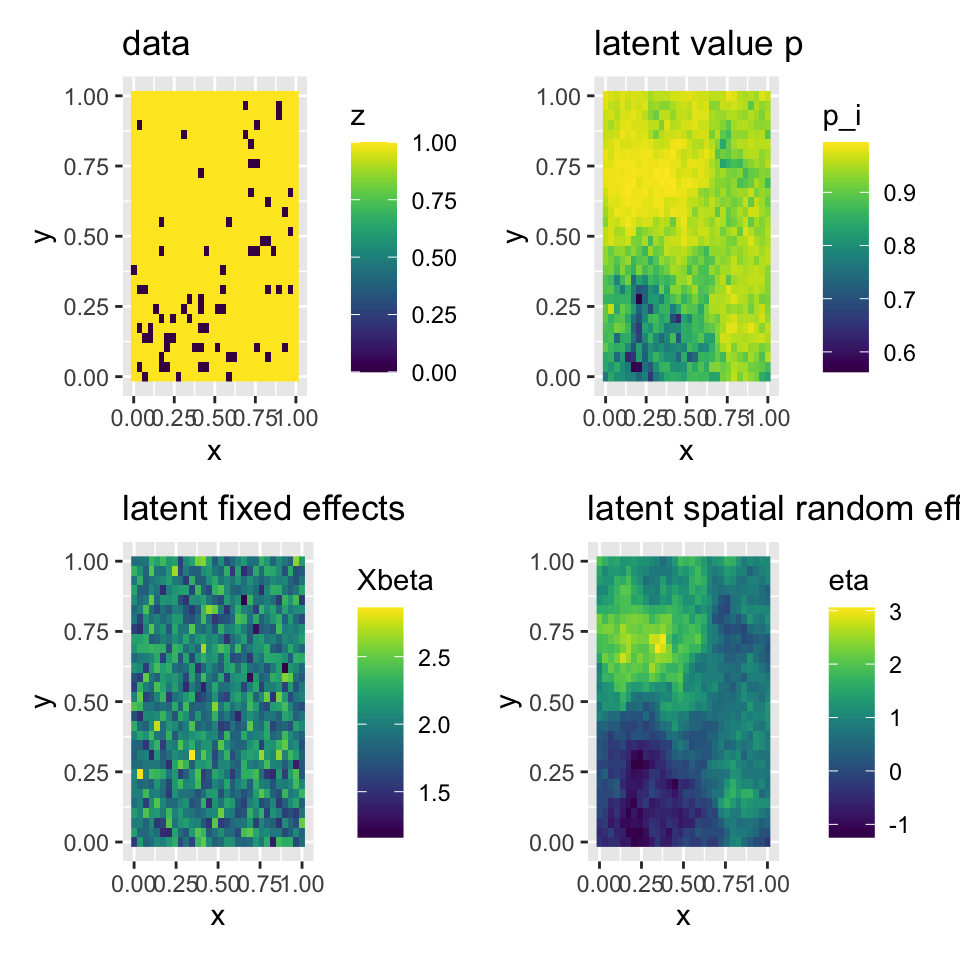 data
z
1.00
0.75
0.50
0.25
0.00
y
1.00
0.75
0.50
0.25
0.00
0.00 0.25 0.50 0.75 1.00
x
latent value p
p_i
0.9
0.8
0.7
0.6
y
1.00
0.75
0.50
0.25
0.00
0.00 0.25 0.50 0.75 1.00
x
latent fixed effects
Xbeta
2.5
2.0
1.5
y
1.00
0.75
0.50
0.25
0.00
0.00 0.25 0.50 0.75 1.00
x
latent spatial random eff
eta
3
2
1
0
-1
y
1.00
0.75
0.50
0.25
0.00
0.00 0.25 0.50 0.75 1.00
x